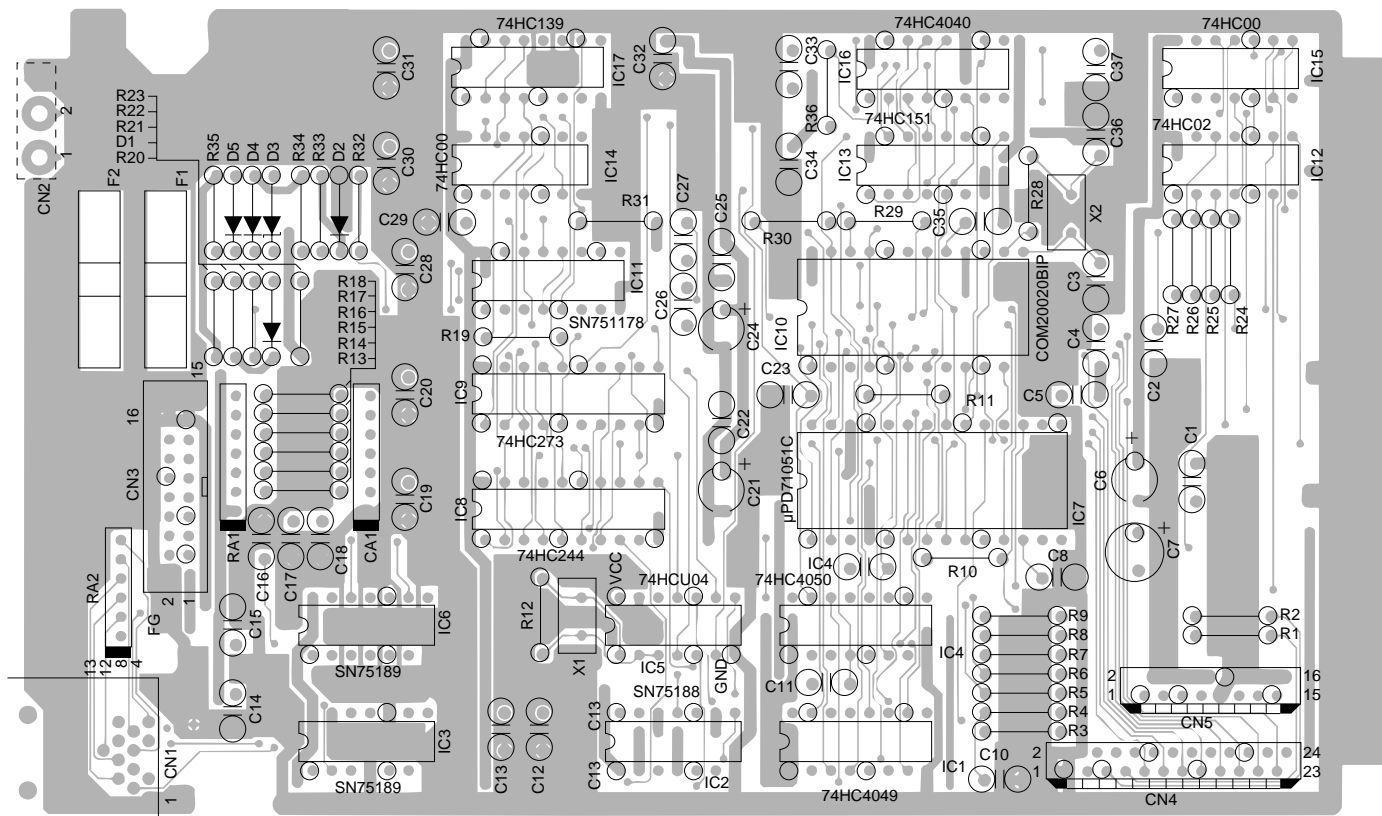 74HC139
74HC4040
74HC00
C31
IC17
C32
C33
IC16
C37
IC15
CN2
2
1
R23
R22
R21
D1
R20
R36
74HC151
C36
74HC02
R35
D5
D4
D3
R34
R33
D2
R32
C30
74HC00
IC14
C34
IC13
R28
IC12
F2
F1
C29
R31
C27
C25
R30
R29
C35
X2
C28
IC11
C26
COM20020BIP
C3
R18
R17
R16
R15
R14
R13
SN751178
R19
C24
+
IC10
C4
C2
R27
R26
R25
R24
15
16
C20
IC9
C23
R11
C5
74HC273
C22
CN3
C19
IC8
C21
+
µPD71051C
IC7
C6
+
C1
C7
+
RA1
C16
C17
C18
CA1
74HC244
VCC
74HCU04
74HC4050
IC4
R10
C8
RA2
FG
2
1
C15
IC6
R12
X1
IC5
GND
IC4
R9
R8
R7
R6
R5
R4
R3
R2
R1
13
12
8
4
SN75189
SN75188
C11
2
1
16
15
CN5
C14
IC3
C13
C12
C13
C13
IC2
IC1
C10
2
1
24
23
CN4
CN1
1
SN75189
74HC4049